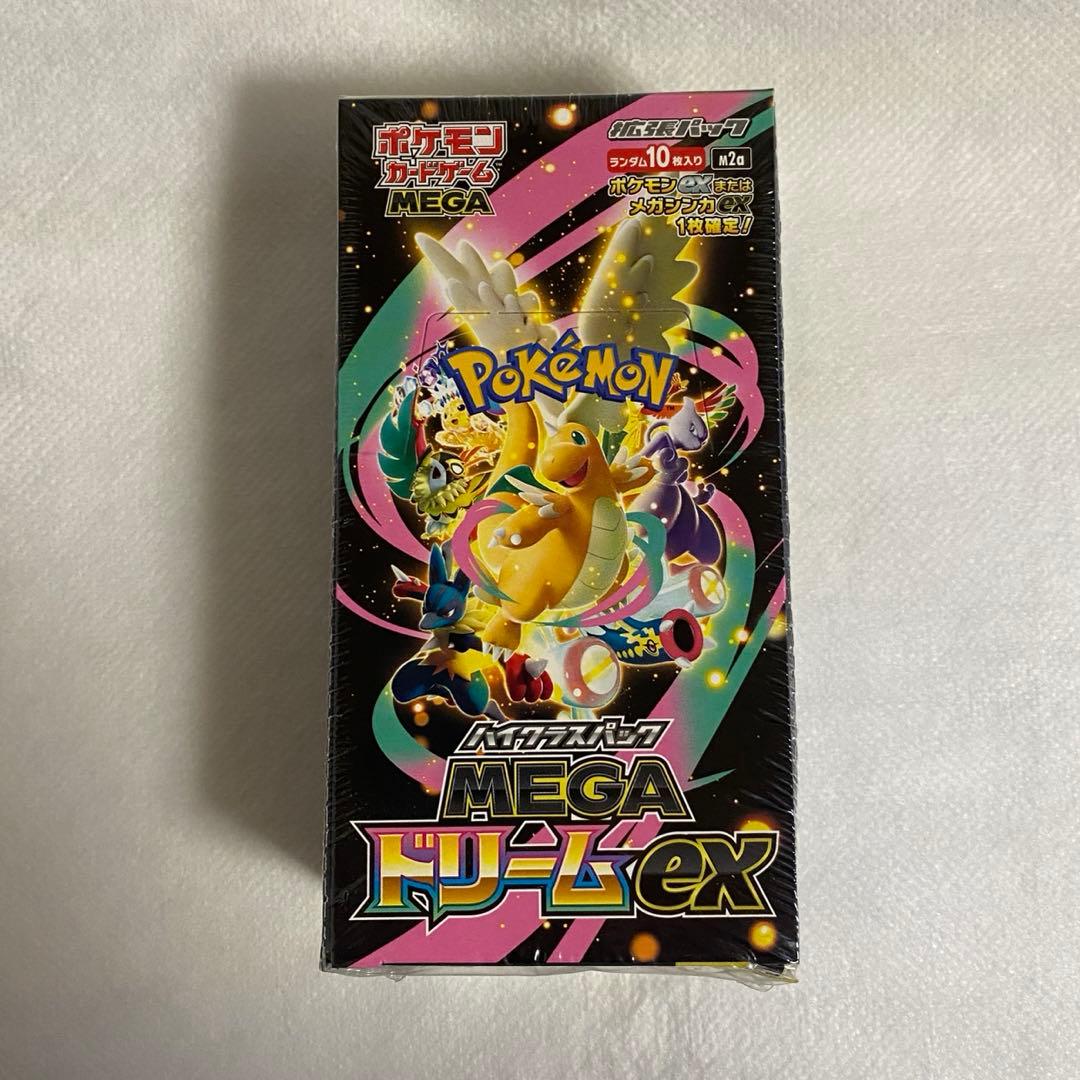 ポケモン
カードゲーム
MEGA
拡張パック
ランダム10枚入り M2a
ポケモンexまたは
メガシンカex
1枚確定!
POKéMON
TM
ハイクラスパック
MEGA
ドリームex